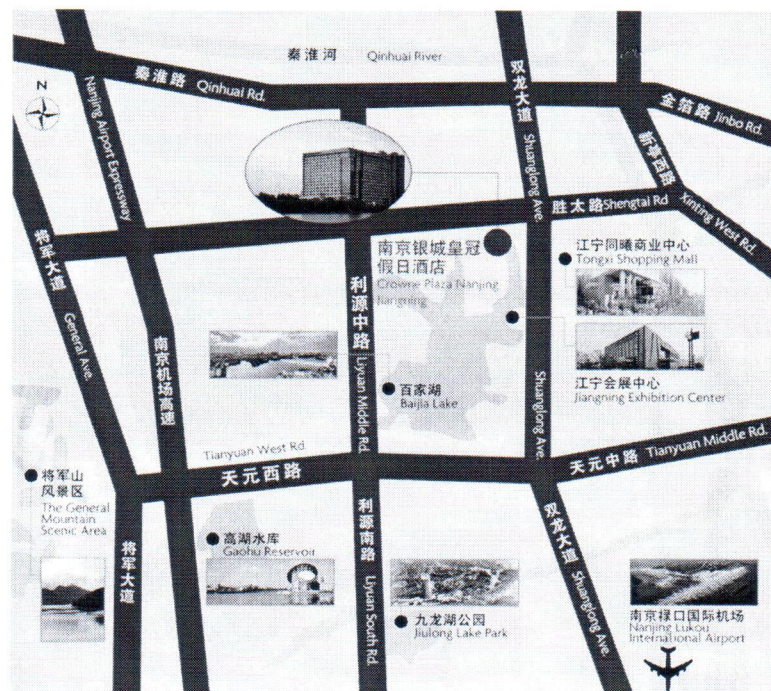 秦淮河 Qinhuai River
N
秦淮路 Qinhuai Rd.
双龙大道
Shuanglong Ave.
金箔路 Jinbo Rd.
新亭西路
Xinting West Rd.
Nanjing Airport Expressway
胜太路 Shengtai Rd
将军大道
General Ave.
南京银城皇冠
假日酒店
Crowne Plaza Nanjing
Jiangning
江宁同曦商业中心
Tongxi Shopping Mall
利源中路
Liyuan Middle Rd.
南京机场高速
江宁会展中心
Jiangning Exhibition Center
百家湖
Baijia Lake
Shuanglong Ave.
Tianyuan West Rd.
天元西路
天元中路 Tianyuan Middle Rd.
将军山
风景区
The General
Mountain
Scenic Area
将军大道
高湖水库
Gaohu Reservoir
利源南路
Liyuan South Rd.
双龙大道
Shuanglong Ave.
九龙湖公园
Jiulong Lake Park
南京禄口国际机场
Nanjing Lukou
International Airport